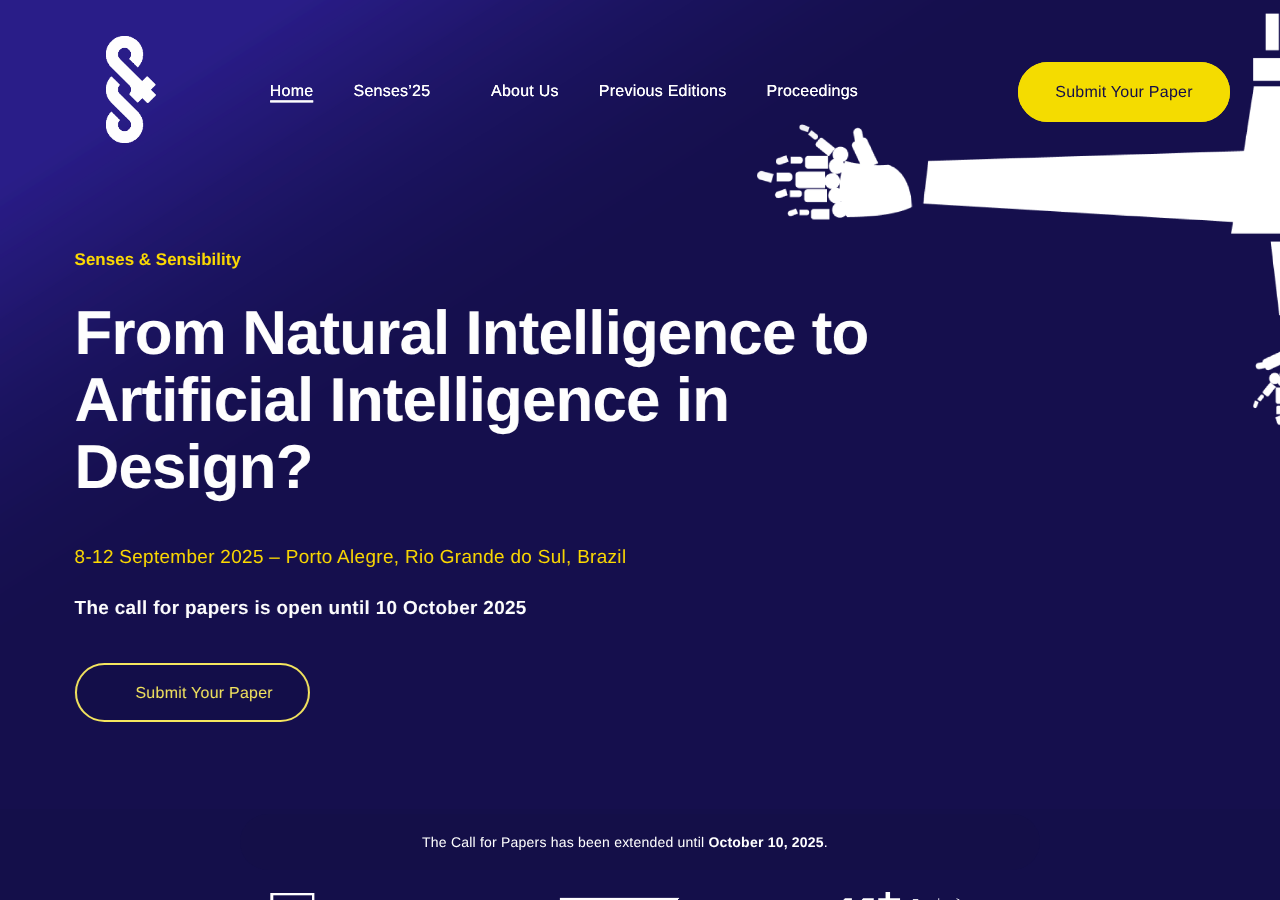 Home
Senses’25
About Us
Previous Editions
Proceedings
Submit Your Paper
Senses & Sensibility
From Natural Intelligence to
Artificial Intelligence in
Design?
8-12 September 2025 – Porto Alegre, Rio Grande do Sul, Brazil
The call for papers is open until 10 October 2025
Submit Your Paper
The Call for Papers has been extended until October 10, 2025.